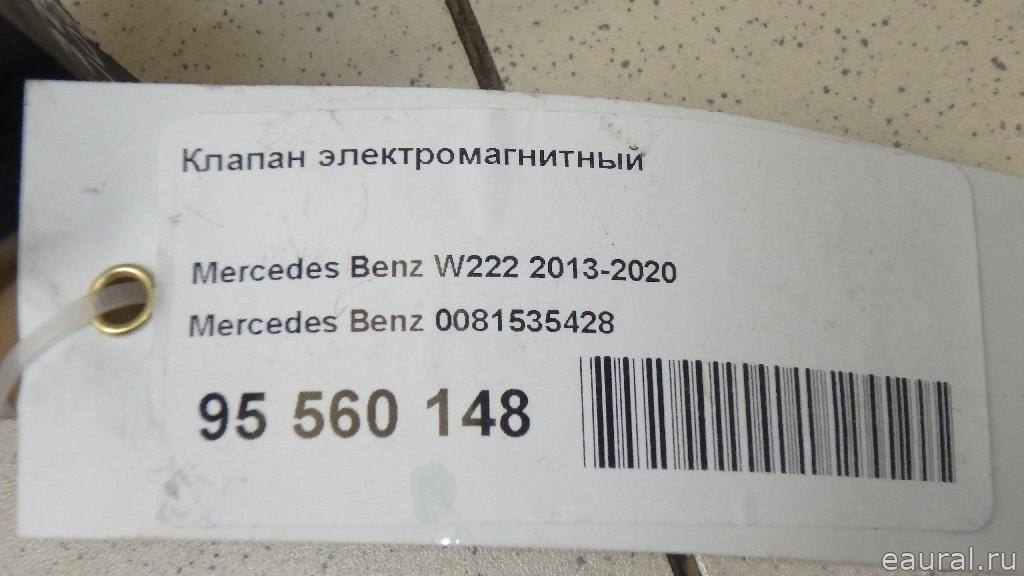 Клапан электромагнитный
Mercedes Benz W222 2013-2020
Mercedes Benz 0081535428
95 560 148
eaural.ru